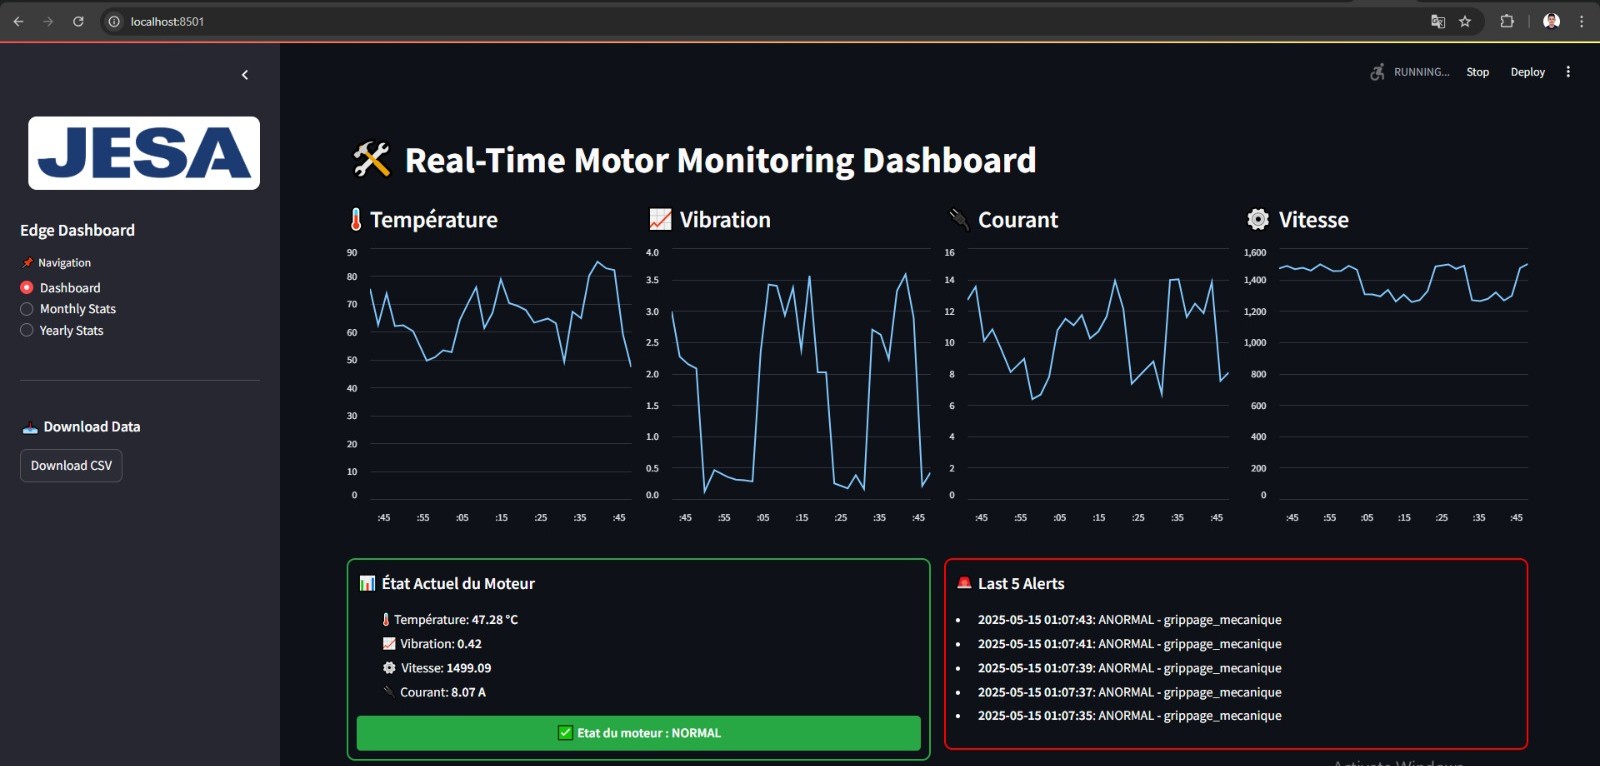 localhost:8501
RUNNING...
Stop
Deploy
JESA
Edge Dashboard
Navigation
Dashboard
Monthly Stats
Yearly Stats
Download Data
Download CSV
Real-Time Motor Monitoring Dashboard
Température
90
80
70
60
50
40
30
20
10
0
:45 :55 :05 :15 :25 :35 :45
Vibration
4.0
3.5
3.0
2.5
2.0
1.5
1.0
0.5
0.0
:45 :55 :05 :15 :25 :35 :45
Courant
16
14
12
10
8
6
4
2
0
:45 :55 :05 :15 :25 :35 :45
Vitesse
1,600
1,400
1,200
1,000
800
600
400
200
0
:45 :55 :05 :15 :25 :35 :45
État Actuel du Moteur
Température: 47.28 °C
Vibration: 0.42
Vitesse: 1499.09
Courant: 8.07 A
Etat du moteur : NORMAL
Last 5 Alerts
2025-05-15 01:07:43: ANORMAL - grippage_mecanique
2025-05-15 01:07:41: ANORMAL - grippage_mecanique
2025-05-15 01:07:39: ANORMAL - grippage_mecanique
2025-05-15 01:07:37: ANORMAL - grippage_mecanique
2025-05-15 01:07:35: ANORMAL - grippage_mecanique
Activate Windows